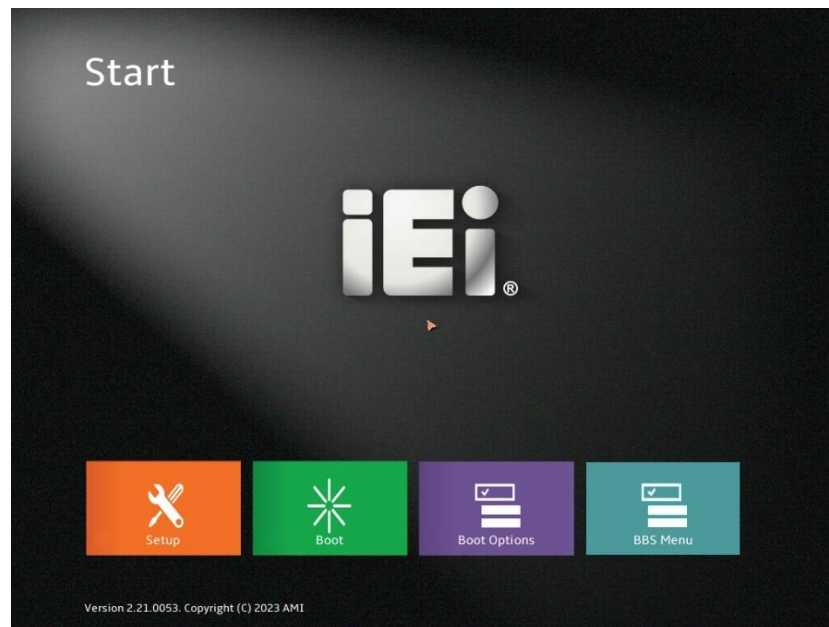 Start
iEi®
Setup
Boot
Boot Options
BBS Menu
Version 2.21.0053. Copyright (C) 2023 AMI